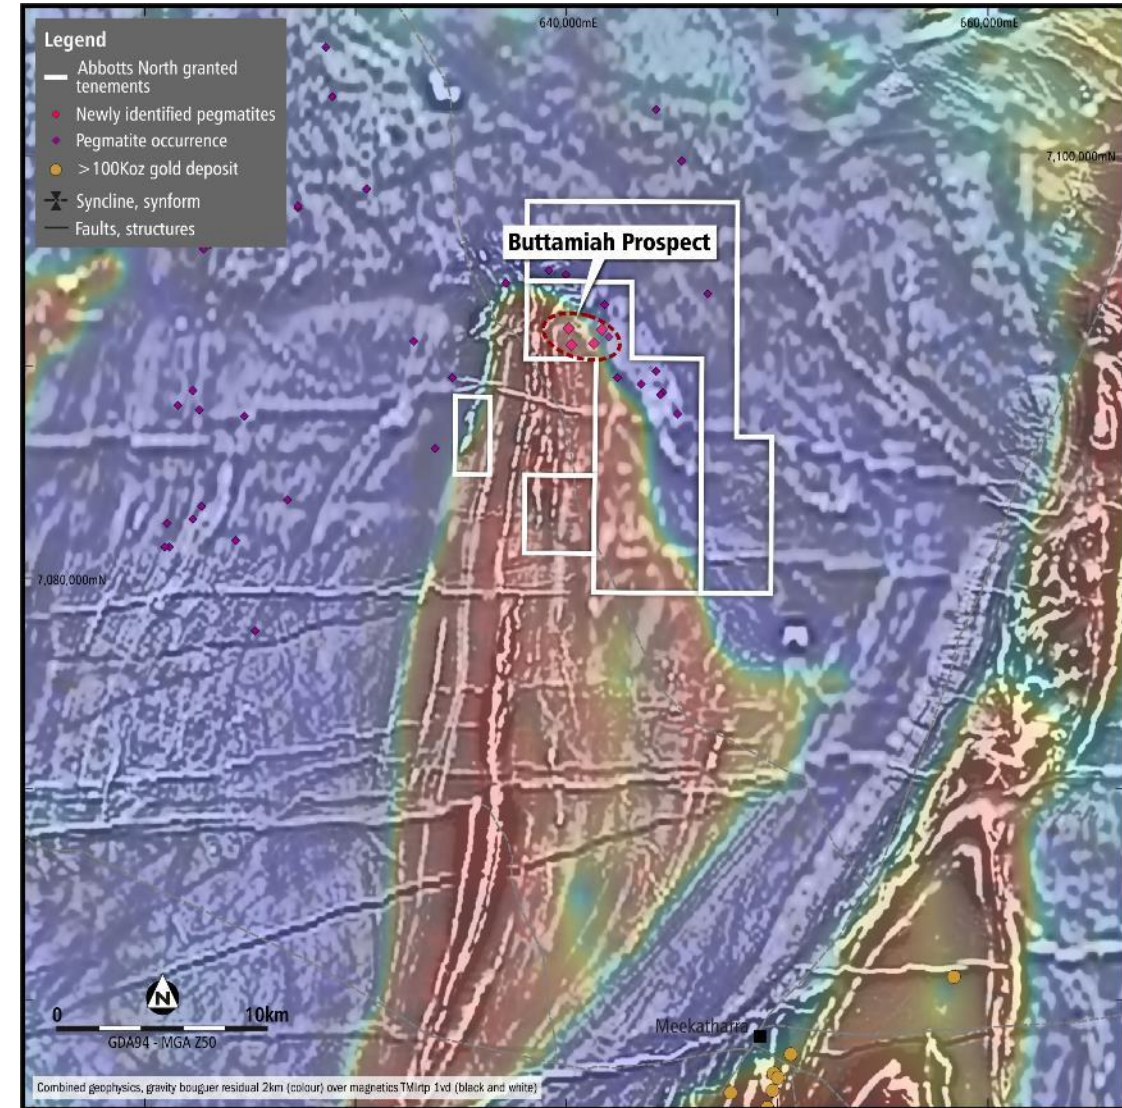 640,000mE
660,000mE
Legend
Abbotts North granted
tenements
Newly identified pegmatites
Pegmatite occurrence
>100Koz gold deposit
Syncline, synform
Faults, structures
7,100,000mN
Buttamiah Prospect
7,080,000mN
N
0 10km
GDA94 - MGA Z50
Meekatharra
Combined geophysics, gravity bouguer residual 2km (colour) over magnetics TMIrtp 1vd (black and white)